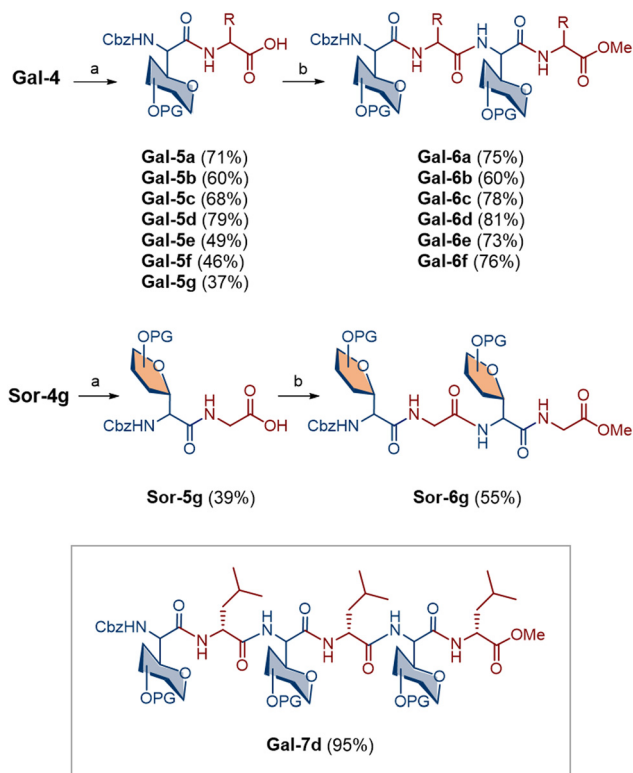 R
CbzHN
O
H
N
OH
O
O
OPG
Gal-4
a
b
R
R
CbzHN
O
H
N
O
H
N
O
H
N
OMe
O
O
OPG
O
OPG
Gal-5a (71%)
Gal-5b (60%)
Gal-5c (68%)
Gal-5d (79%)
Gal-5e (49%)
Gal-5f (46%)
Gal-5g (37%)
Gal-6a (75%)
Gal-6b (60%)
Gal-6c (78%)
Gal-6d (81%)
Gal-6e (73%)
Gal-6f (76%)
Sor-4g
a
b
OPG
O
CbzHN
O
H
N
O
OH
OPG
O
CbzHN
O
H
N
O
N
H
OPG
O
O
H
N
O
OMe
Sor-5g (39%)
Sor-6g (55%)
CbzHN
O
H
N
O
H
N
O
H
N
O
H
N
O
H
N
O
OMe
O
OPG
O
OPG
O
OPG
Gal-7d (95%)